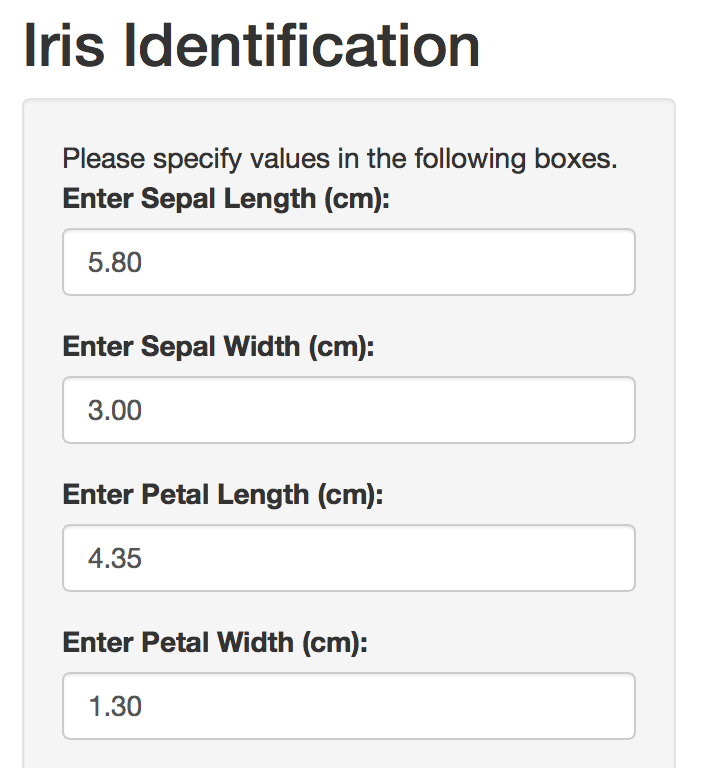 Iris Identification
Please specify values in the following boxes.
Enter Sepal Length (cm):
5.80
Enter Sepal Width (cm):
3.00
Enter Petal Length (cm):
4.35
Enter Petal Width (cm):
1.30